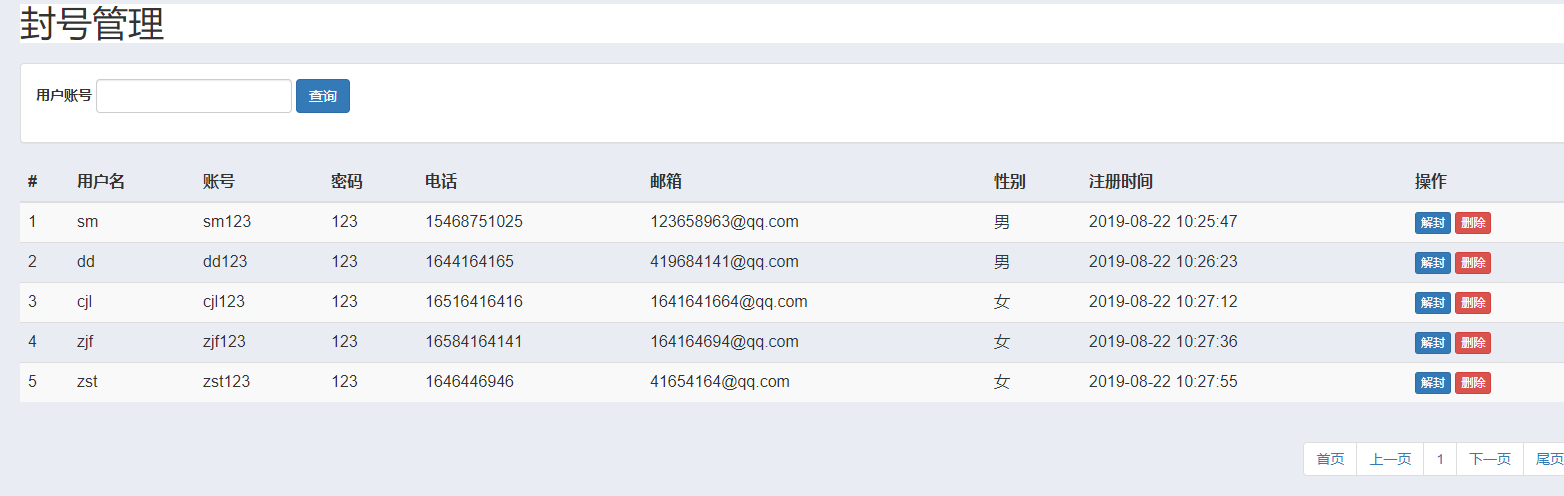 封号管理
用户账号 查询
# 用户名 账号 密码 电话 邮箱 性别 注册时间 操作
1 sm sm123 123 15468751025 123658963@qq.com 男 2019-08-22 10:25:47 解封 删除
2 dd dd123 123 1644164165 419684141@qq.com 男 2019-08-22 10:26:23 解封 删除
3 cjl cjl123 123 16516416416 1641641664@qq.com 女 2019-08-22 10:27:12 解封 删除
4 zjf zjf123 123 16584164141 164164694@qq.com 女 2019-08-22 10:27:36 解封 删除
5 zst zst123 123 1646446946 41654164@qq.com 女 2019-08-22 10:27:55 解封 删除
首页 上一页 1 下一页 尾页